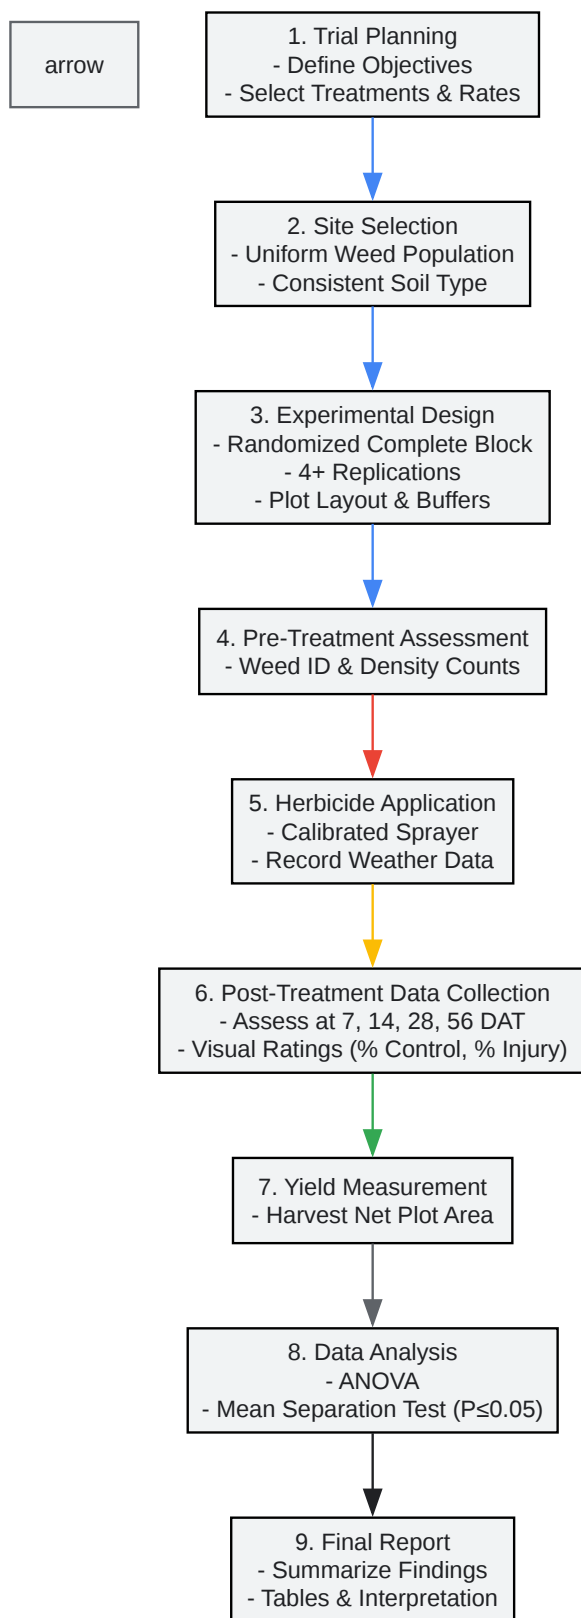 arrow
1. Trial Planning
- Define Objectives
- Select Treatments & Rates
2. Site Selection
- Uniform Weed Population
- Consistent Soil Type
3. Experimental Design
- Randomized Complete Block
- 4+ Replications
- Plot Layout & Buffers
4. Pre-Treatment Assessment
- Weed ID & Density Counts
5. Herbicide Application
- Calibrated Sprayer
- Record Weather Data
6. Post-Treatment Data Collection
- Assess at 7, 14, 28, 56 DAT
- Visual Ratings (% Control, % Injury)
7. Yield Measurement
- Harvest Net Plot Area
8. Data Analysis
- ANOVA
- Mean Separation Test (P≤0.05)
9. Final Report
- Summarize Findings
- Tables & Interpretation